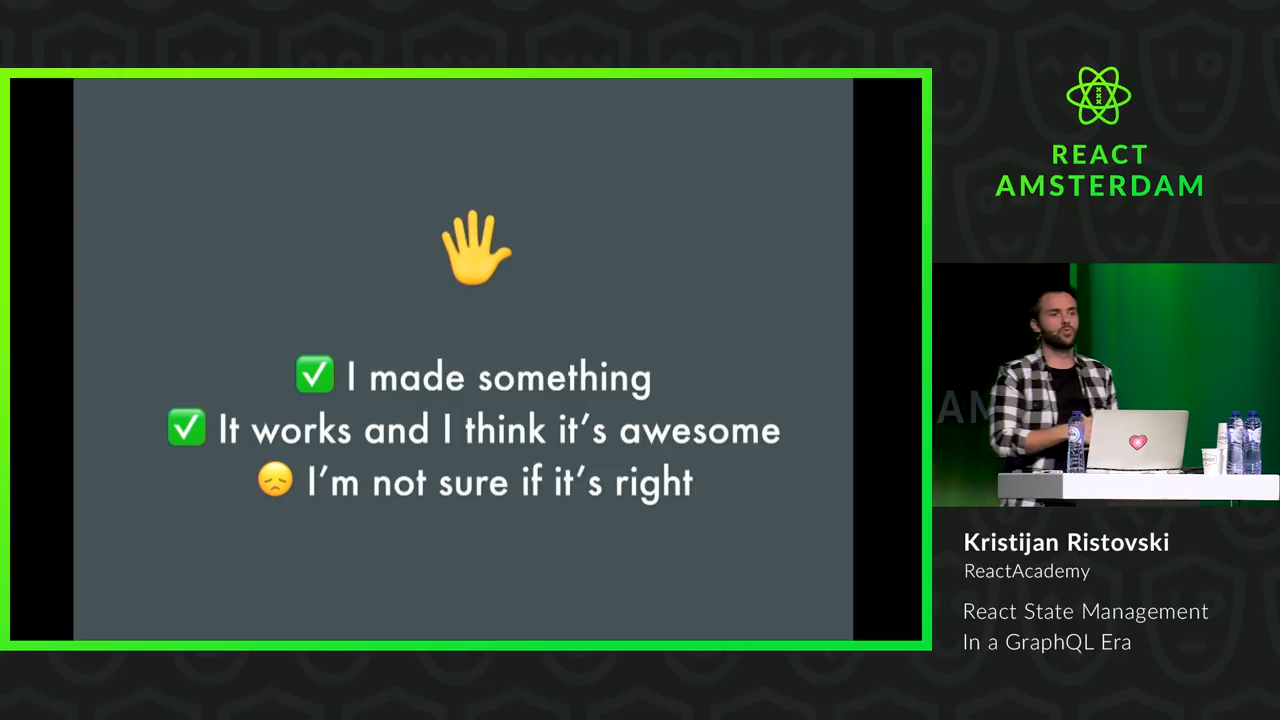 I made something
It works and I think it’s awesome
I’m not sure if it’s right
REACT
AMSTERDAM
AM
Kristijan Ristovski
ReactAcademy
React State Management
In a GraphQL Era